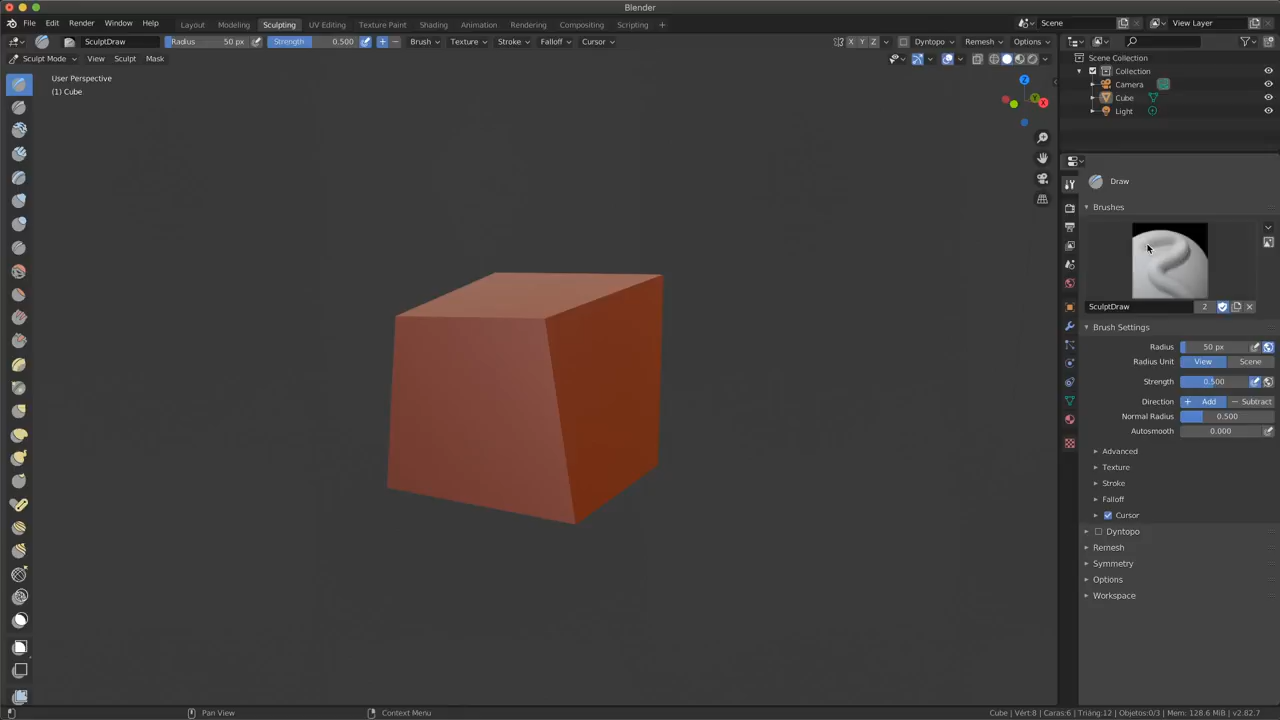 Blender
File Edit Render Window Help
Layout Modeling Sculpting UV Editing Texture Paint Shading Animation Rendering Compositing Scripting +
Scene
View Layer
SculptDraw Radius 50 px Strength 0.500 + − Brush Texture Stroke Falloff Cursor
X Y Z Dyntopo Remesh Options
Sculpt Mode View Sculpt Mask
User Perspective
(1) Cube
Z
Y
X
Scene Collection
Collection
Camera
Cube
Light
Draw
Brushes
SculptDraw 2
Brush Settings
Radius 50 px
Radius Unit View Scene
Strength 0.500
Direction + Add − Subtract
Normal Radius 0.500
Autosmooth 0.000
Advanced
Texture
Stroke
Falloff
Cursor
Dyntopo
Remesh
Symmetry
Options
Workspace
Pan View
Context Menu
Cube | Vért:8 | Caras:6 | Triáng:12 | Objetos:0/3 | Mem: 128.6 MiB | v2.82.7